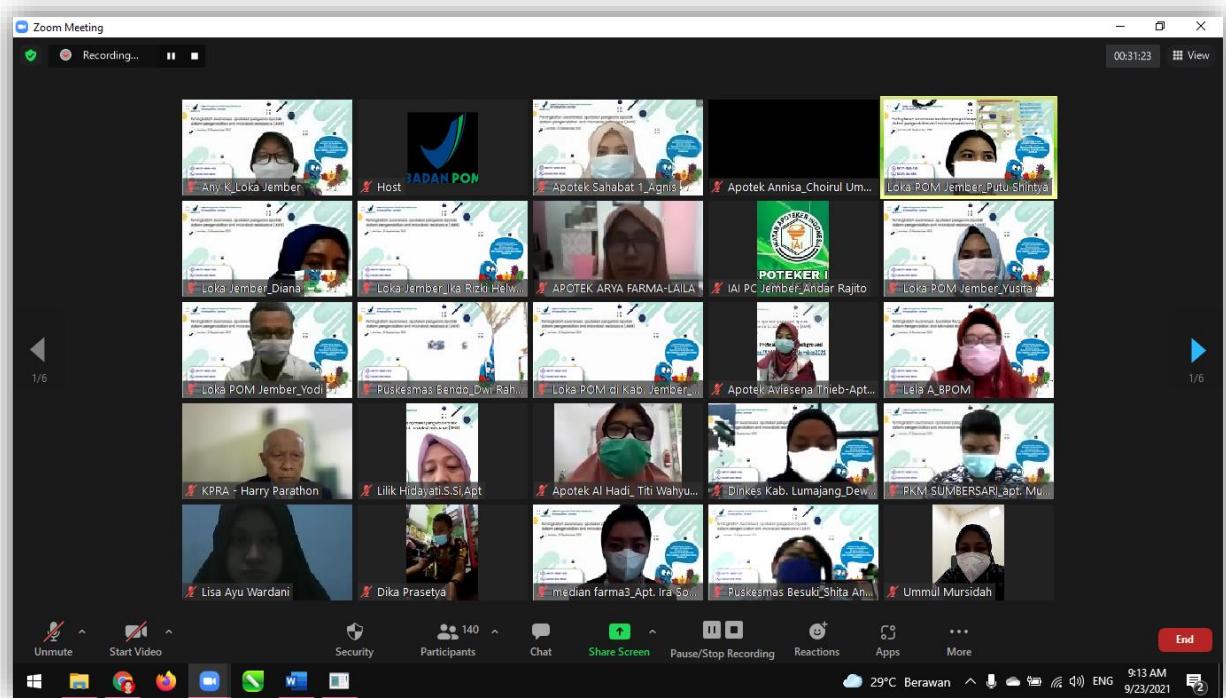 Zoom Meeting
Recording...
00:31:23
View
Any K_Loka Jember
BADAN POM
Host
Apotek Sahabat 1_Agnis
Apotek Annisa_Choirul Um...
Loka POM Jember_Putu Shintya
Loka Jember_Diana
Loka Jember_Ika Rizki Helw...
APOTEK ARYA FARMA-LAILA
IKATAN APOTEKER INDONESIA
IAI
POTEKER I
IAI PC Jember_Andar Rajito
Loka POM Jember_Yusita
Loka POM Jember_Yodi
Puskesmas Bendo_Dwi Rah...
Loka POM di Kab. Jember_...
Apotek Aviesena Thieb-Apt...
Leia A_BPOM
1/6
1/6
KPRA - Harry Parathon
Lilik Hidayati.S.Si,Apt
Apotek Al Hadi_ Titi Wahyu...
Dinkes Kab. Lumajang_Dew...
PKM SUMBERSARI_apt. Mu...
Lisa Ayu Wardani
Dika Prasetya
median farma3_Apt. Ira So...
Puskesmas Besuki_Shita An...
Ummul Mursidah
Unmute
Start Video
Security
Participants
140
Chat
Share Screen
Pause/Stop Recording
Reactions
Apps
More
End
29°C Berawan
ENG
9:13 AM
9/23/2021
2